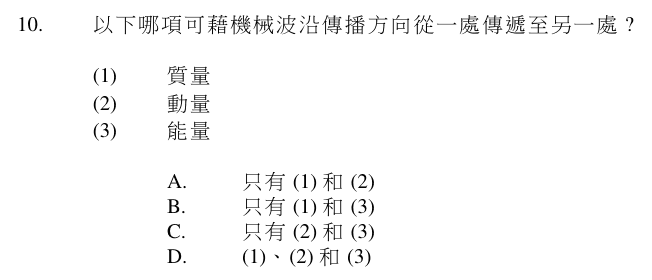 10. 以下哪項可藉機械波沿傳播方向從一處傳遞至另一處？
(1) 質量
(2) 動量
(3) 能量
A. 只有 (1) 和 (2)
B. 只有 (1) 和 (3)
C. 只有 (2) 和 (3)
D. (1)、(2) 和 (3)